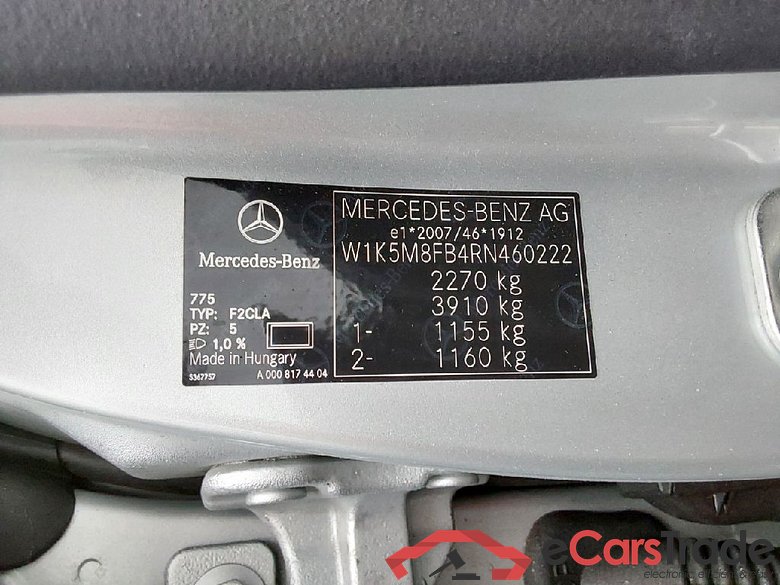 Mercedes-Benz
775
TYP: F2CLA
PZ: 5
1,0 %
Made in Hungary
3367757
A 000 817 44 04
MERCEDES-BENZ AG
e1*2007/46*1912
W1K5M8FB4RN460222
2270 kg
3910 kg
1- 1155 kg
2- 1160 kg
eCarsTrade